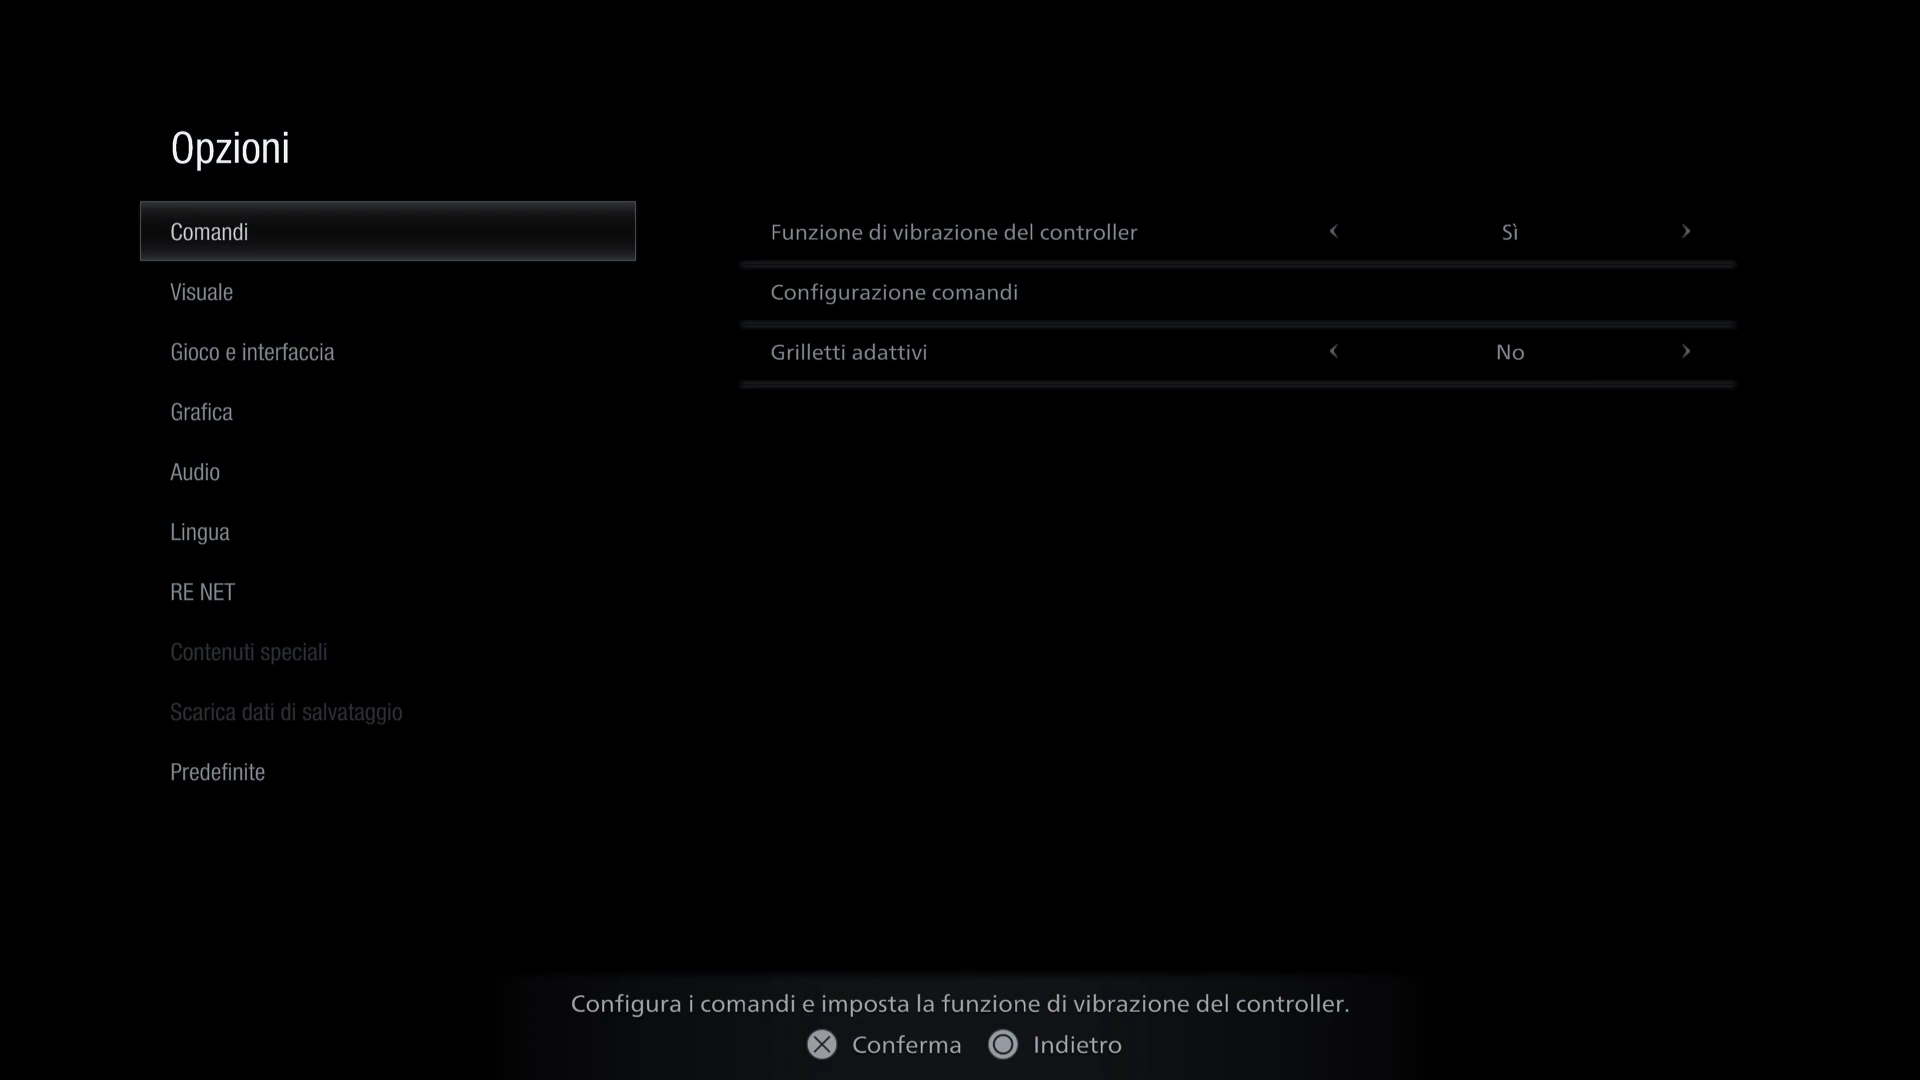 Opzioni
Comandi
Visuale
Gioco e interfaccia
Grafica
Audio
Lingua
RE NET
Contenuti speciali
Scarica dati di salvataggio
Predefinite
Funzione di vibrazione del controller Sì
Configurazione comandi
Grilletti adattivi No
Configura i comandi e imposta la funzione di vibrazione del controller.
Conferma Indietro